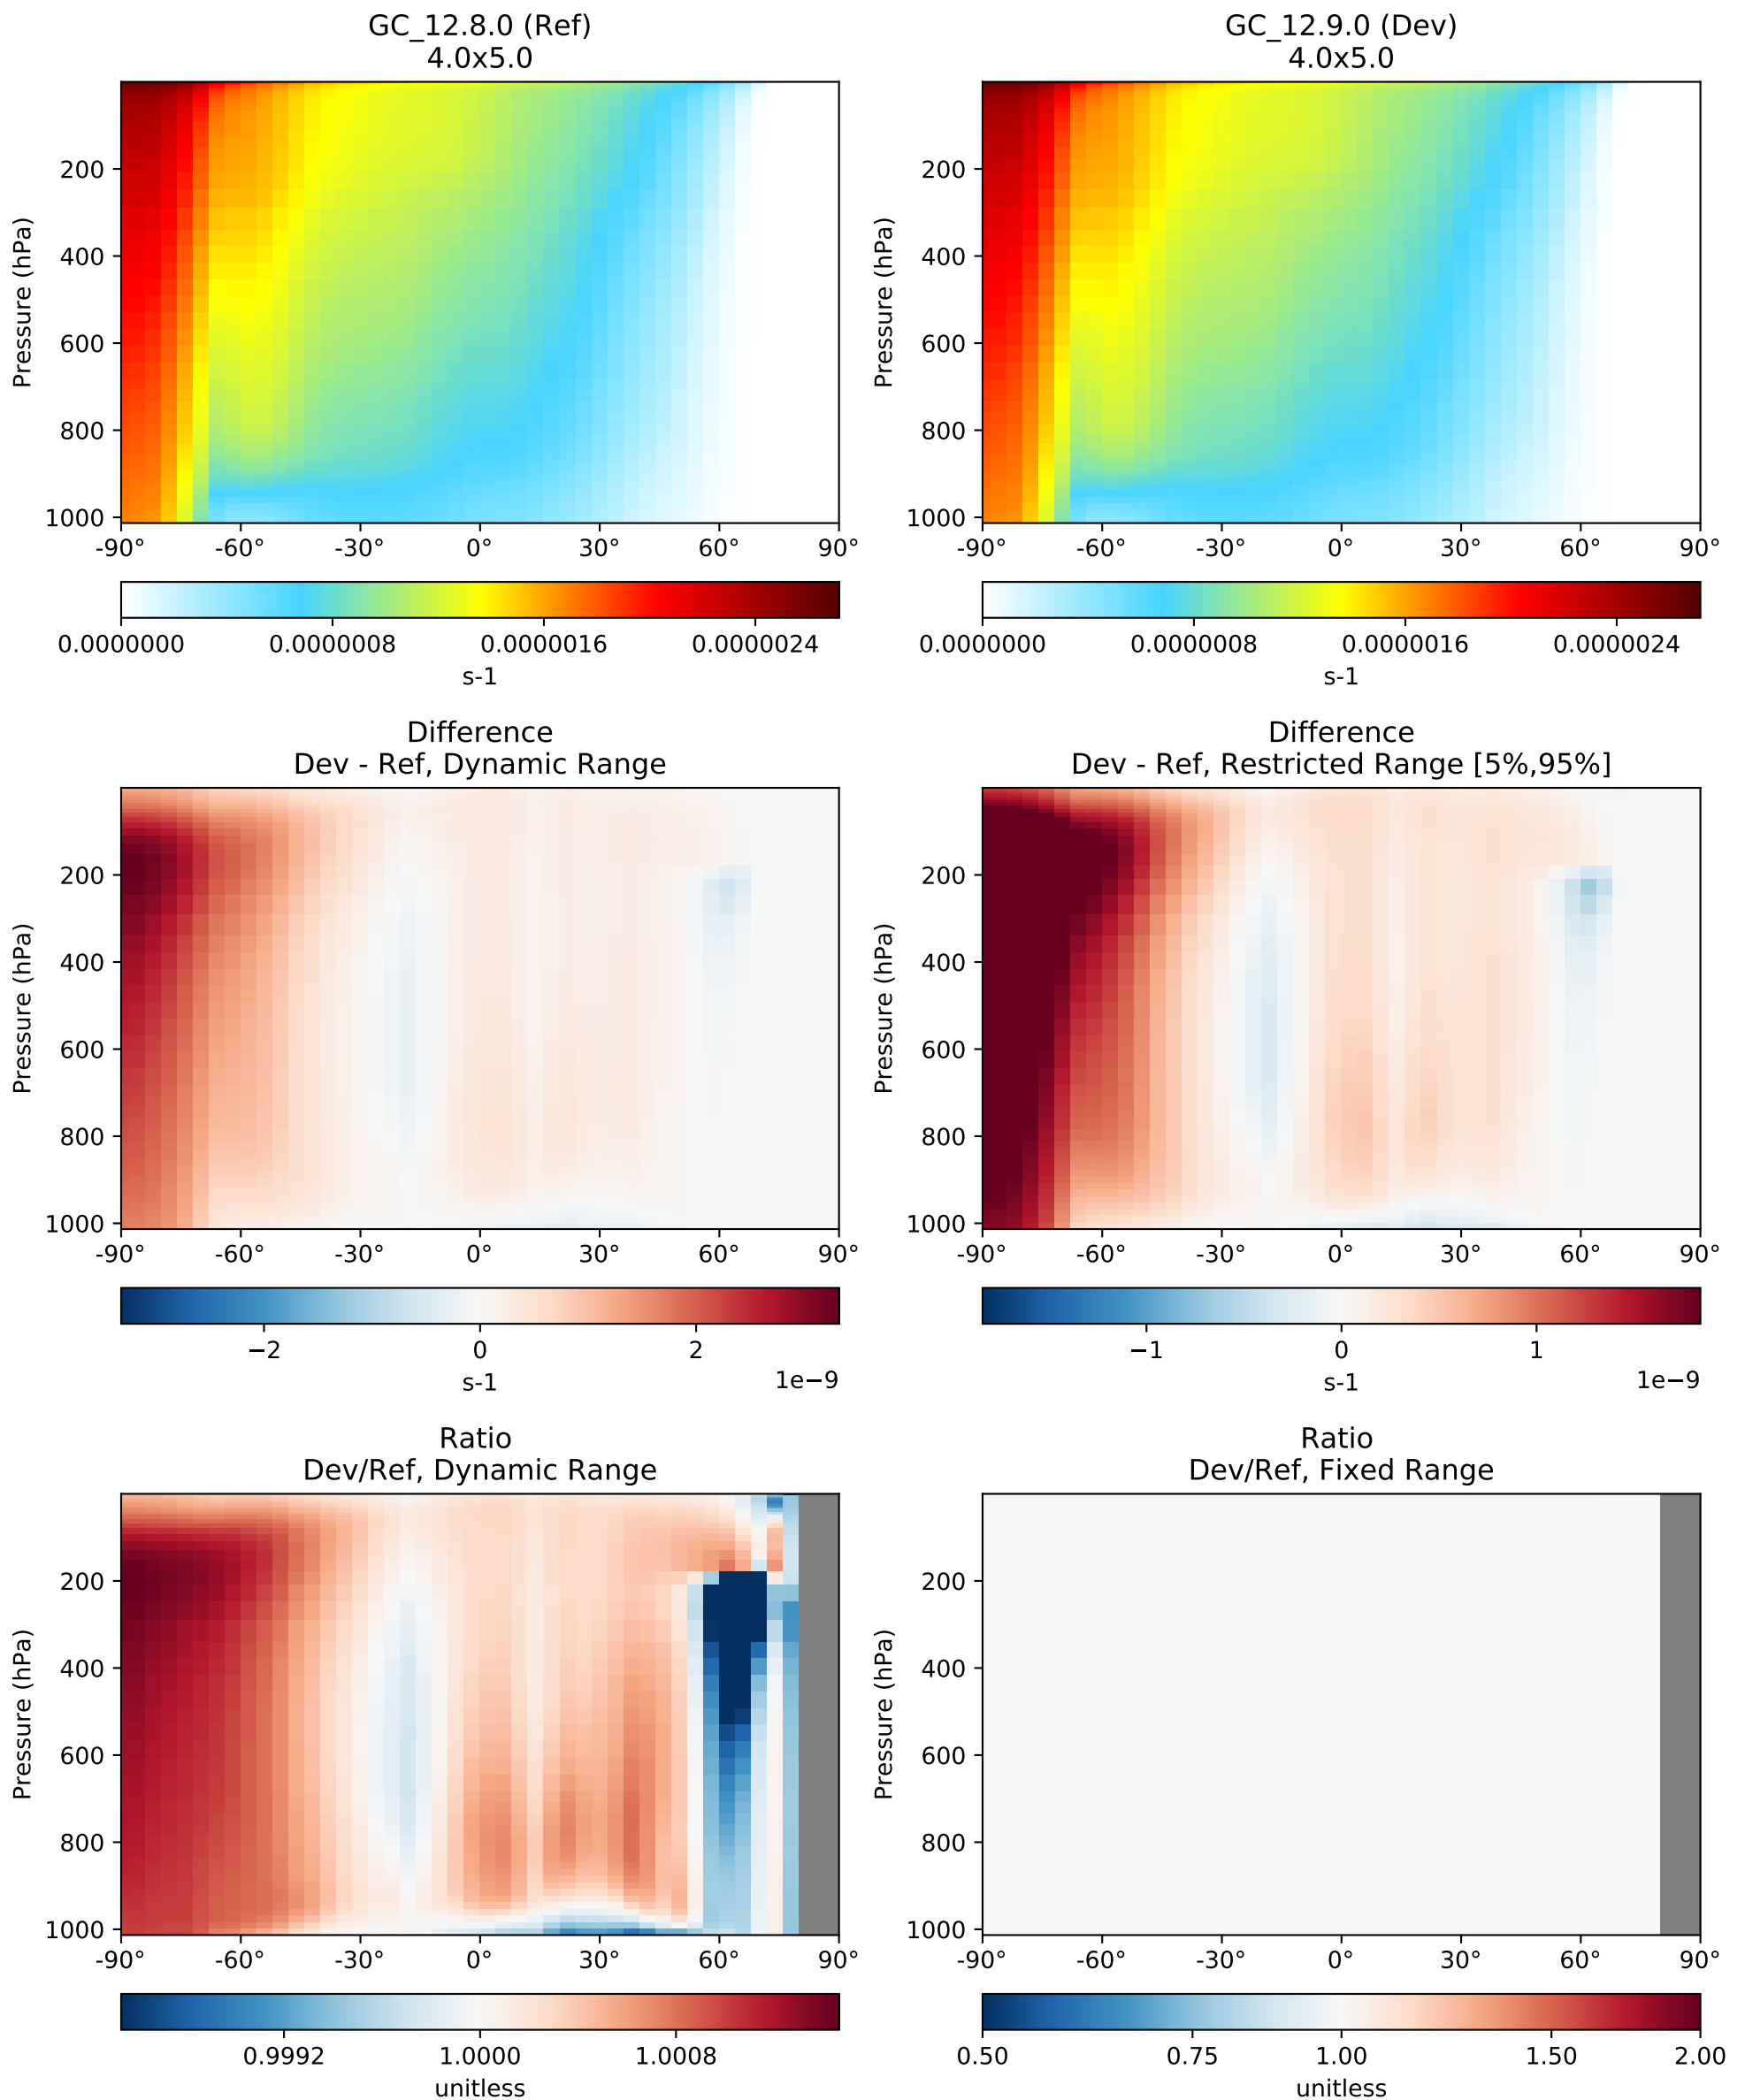 GC_12.8.0 (Ref)
4.0x5.0
Pressure (hPa)
200
400
600
800
1000
-90° -60° -30° 0° 30° 60° 90°
0.0000000 0.0000008 0.0000016 0.0000024
s-1
GC_12.9.0 (Dev)
4.0x5.0
Pressure (hPa)
200
400
600
800
1000
-90° -60° -30° 0° 30° 60° 90°
0.0000000 0.0000008 0.0000016 0.0000024
s-1
Difference
Dev - Ref, Dynamic Range
Pressure (hPa)
200
400
600
800
1000
-90° -60° -30° 0° 30° 60° 90°
−2 0 2
s-1 1e−9
Difference
Dev - Ref, Restricted Range [5%,95%]
Pressure (hPa)
200
400
600
800
1000
-90° -60° -30° 0° 30° 60° 90°
−1 0 1
s-1 1e−9
Ratio
Dev/Ref, Dynamic Range
Pressure (hPa)
200
400
600
800
1000
-90° -60° -30° 0° 30° 60° 90°
0.9992 1.0000 1.0008
unitless
Ratio
Dev/Ref, Fixed Range
Pressure (hPa)
200
400
600
800
1000
-90° -60° -30° 0° 30° 60° 90°
0.50 0.75 1.00 1.50 2.00
unitless